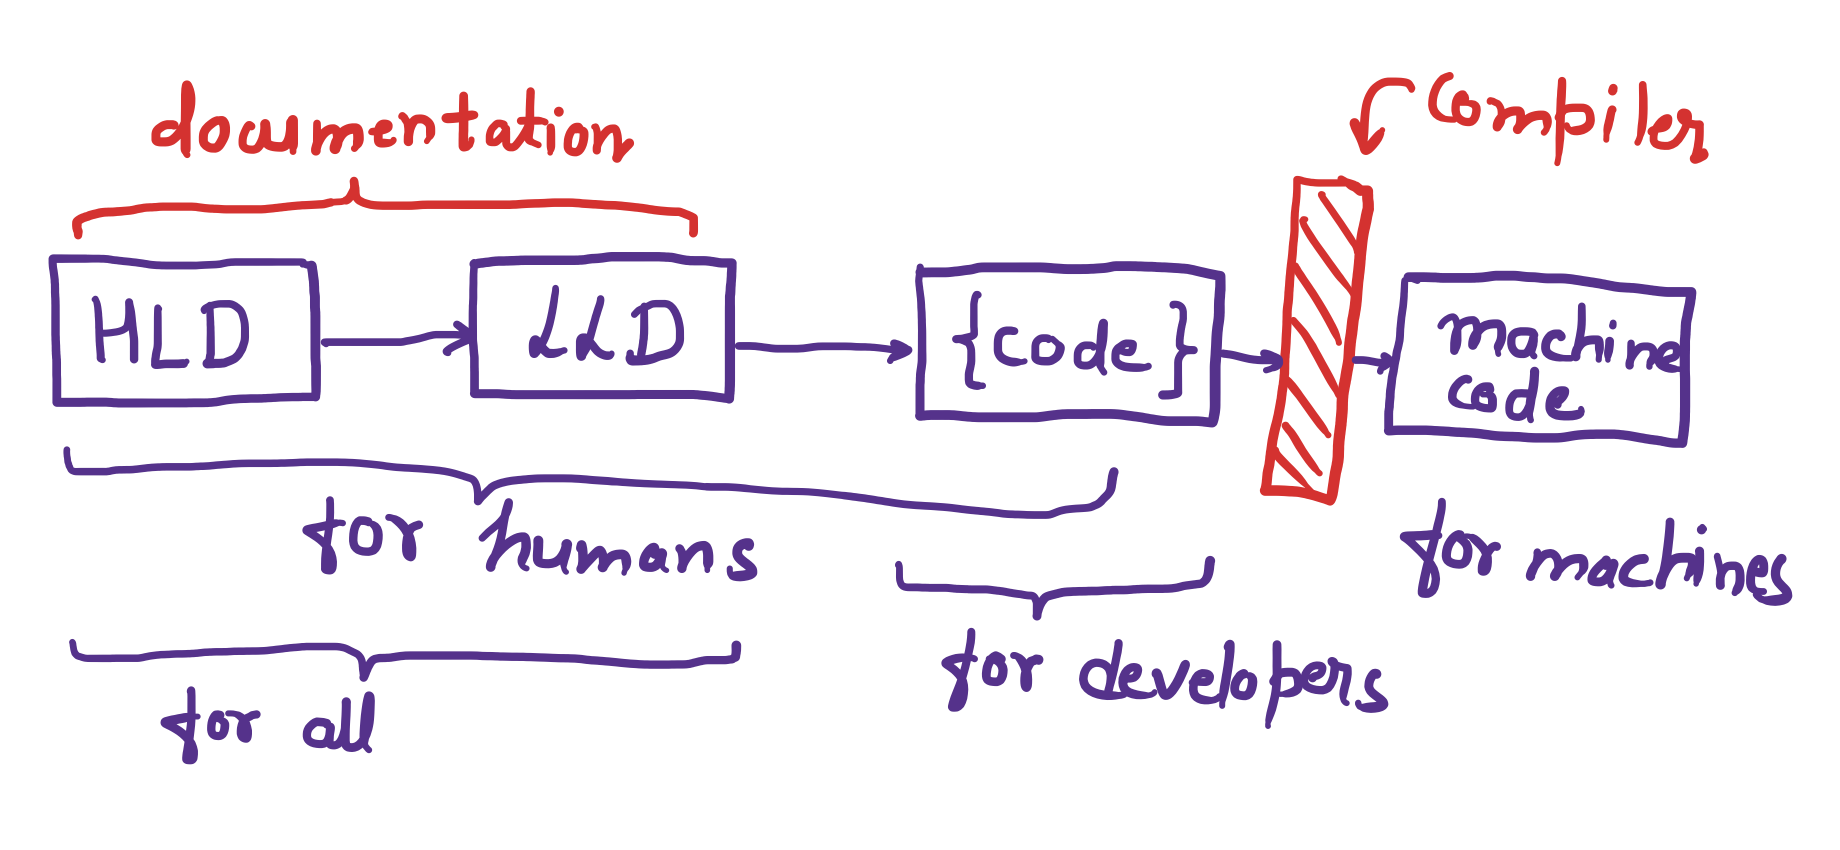 documentation
compiler
HLD
LLD
{code}
machine
code
for humans
for machines
for developers
for all